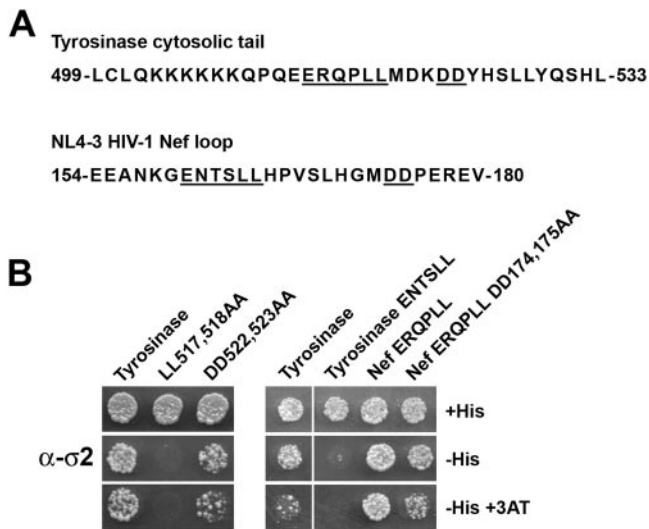 A
Tyrosinase cytosolic tail
499-LCLQKKKKKKKQPQEERQPLLMDKDDYHSLLYQSHL-533
NL4-3 HIV-1 Nef loop
154-EEANKGENTSLLHPVSLHGMDDPEREV-180
B
Tyrosinase
LL517,518AA
DD522,523AA
Tyrosinase
Tyrosinase ENTSLL
Nef ERQPLL
Nef ERQPLL DD174,175AA
+His
α-σ2
-His
-His +3AT